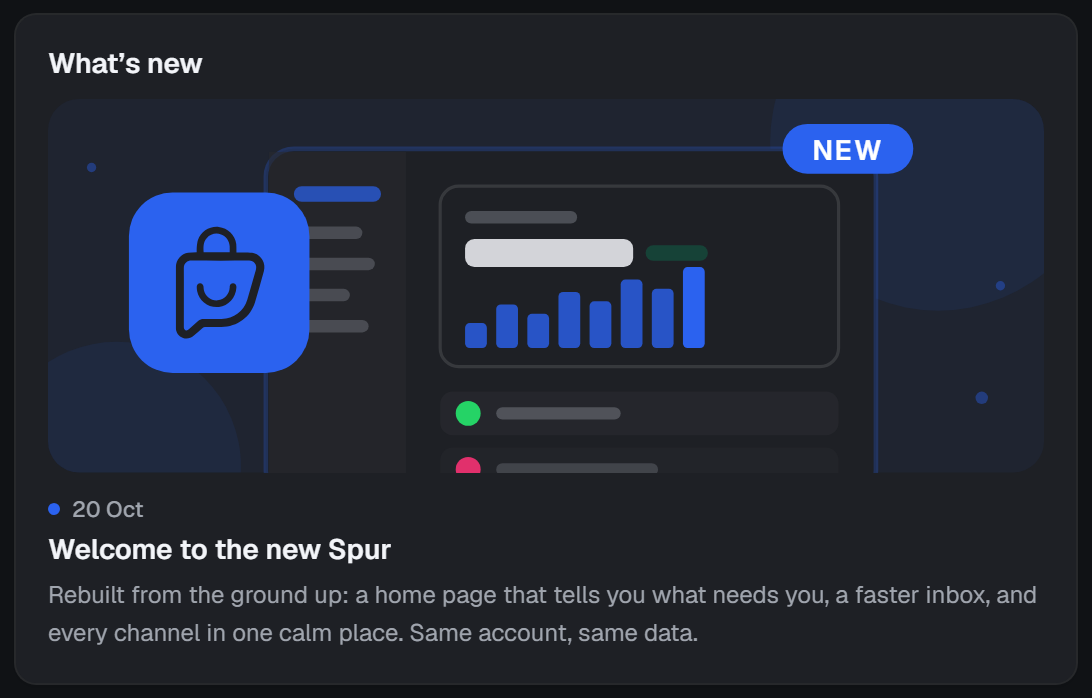 What’s new
NEW
20 Oct
Welcome to the new Spur
Rebuilt from the ground up: a home page that tells you what needs you, a faster inbox, and
every channel in one calm place. Same account, same data.